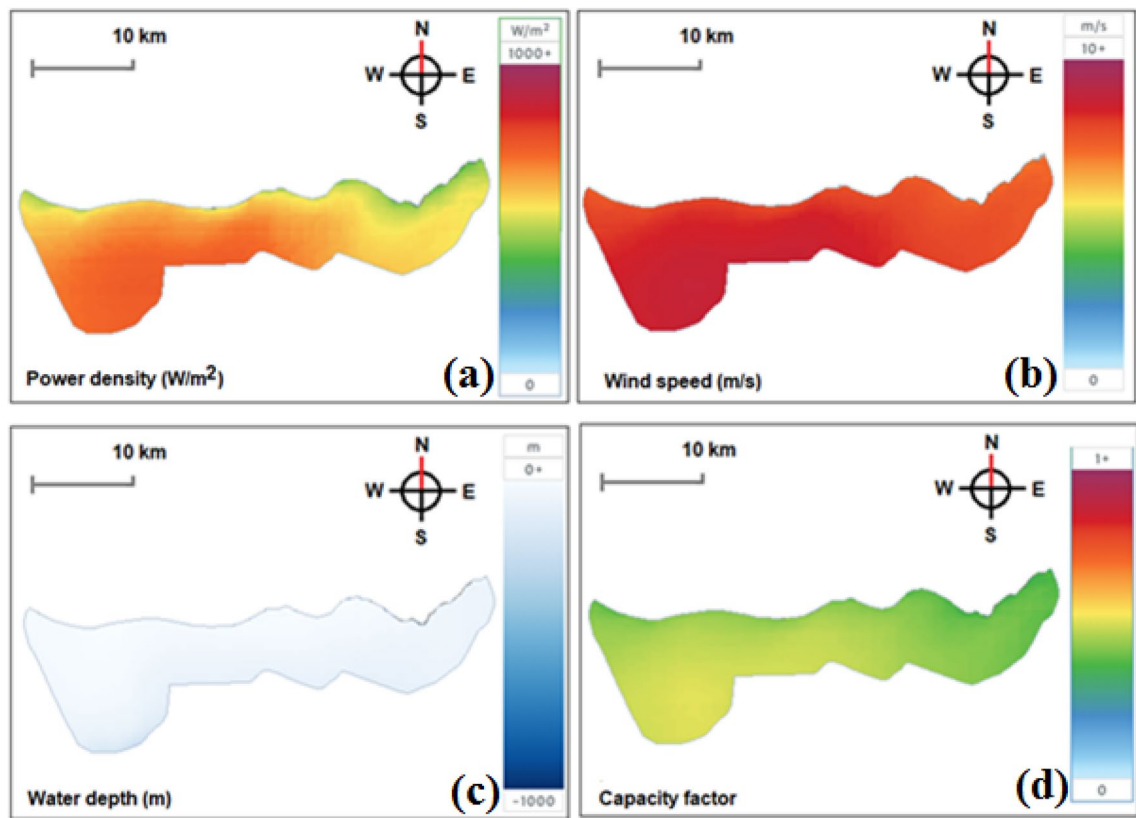 10 km
N
W
E
S
W/m²
1000+
0
Power density (W/m²)
(a)
10 km
N
W
E
S
m/s
10+
0
Wind speed (m/s)
(b)
10 km
N
W
E
S
m
0+
-1000
Water depth (m)
(c)
10 km
N
W
E
S
1+
0
Capacity factor
(d)